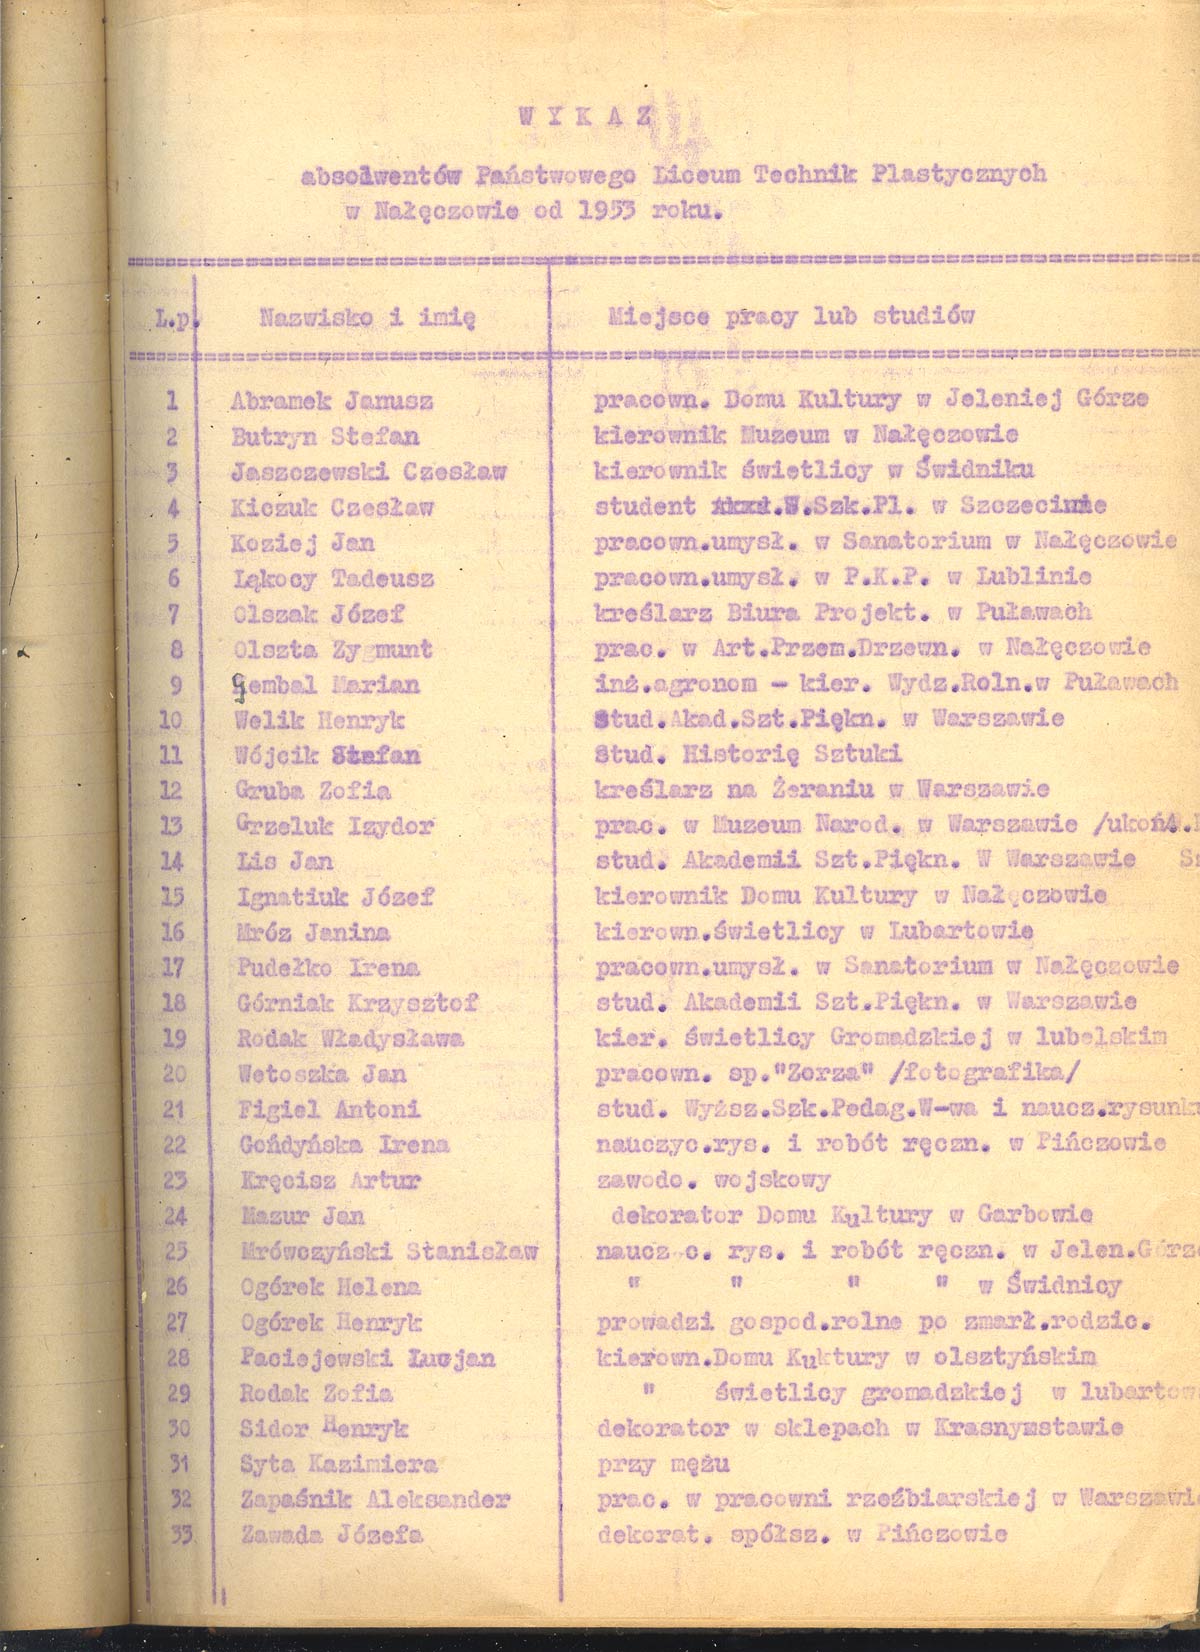 WYKAZ
absolwentów Państwowego Liceum Technik Plastycznych
w Nałęczowie od 1953 roku.
L.p. Nazwisko i imię Miejsce pracy lub studiów
1 Abramek Janusz pracown. Domu Kultury w Jeleniej Górze
2 Butryn Stefan kierownik Muzeum w Nałęczowie
3 Jaszczewski Czesław kierownik świetlicy w Świdniku
4 Kiczuk Czesław student W.Szk.Pl. w Szczecinie
5 Koziej Jan pracown.umysł. w Sanatorium w Nałęczowie
6 Łąkocy Tadeusz pracown.umysł. w P.K.P. w Lublinie
7 Olszak Józef kreślarz Biura Projekt. w Puławach
8 Olszta Zygmunt prac. w Art.Przem.Drzewn. w Nałęczowie
9 Gembal Marian inż.agronom - kier. Wydz.Roln.w Puławach
10 Welik Henryk Stud.Akad.Szt.Piękn. w Warszawie
11 Wójcik Stefan Stud. Historię Sztuki
12 Gruba Zofia kreślarz na Żeraniu w Warszawie
13 Grzeluk Izydor prac. w Muzeum Narod. w Warszawie /ukoń
14 Lis Jan stud. Akademii Szt.Piękn. W Warszawie
15 Ignatiuk Józef kierownik Domu Kultury w Nałęczowie
16 Mróz Janina kierown.świetlicy w Lubartowie
17 Pudełko Irena pracown.umysł. w Sanatorium w Nałęczowie
18 Górniak Krzysztof stud. Akademii Szt.Piękn. w Warszawie
19 Rodak Władysława kier. świetlicy Gromadzkiej w lubelskim
20 Wetoszka Jan pracown. sp."Zorza" /fotografika/
21 Figiel Antoni stud. Wyższ.Szk.Pedag.W-wa i naucz.rysunku
22 Gońdyńska Irena nauczyc.rys. i robót ręczn. w Pińczowie
23 Kręcisz Artur zawodo. wojskowy
24 Mazur Jan dekorator Domu Kultury w Garbowie
25 Mrówczyński Stanisław naucz c. rys. i robót ręczn. w Jelen.Górze
26 Ogórek Helena " " " " w Świdnicy
27 Ogórek Henryk prowadzi gospod.rolne po zmarł.rodzic.
28 Paciejewski Lucjan kierown.Domu Kuktury w olsztyńskim
29 Rodak Zofia " świetlicy gromadzkiej w lubartow
30 Sidor Henryk dekorator w sklepach w Krasnymstawie
31 Syta Kazimiera przy mężu
32 Zapaśnik Aleksander prac. w pracowni rzeźbiarskiej w Warszawie
33 Zawada Józefa dekorat. spółsz. w Pińczowie